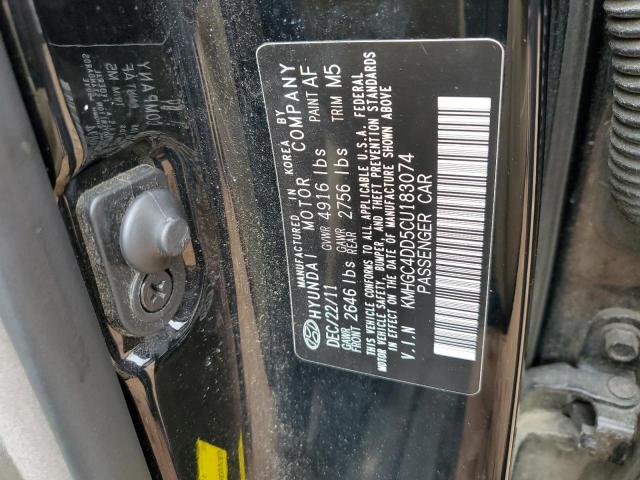 MANUFACTURED IN KOREA BY
HYUNDAI MOTOR COMPANY
DEC/22/11 GVWR 4916 lbs PAINT AF
GAWR FRONT 2646 lbs GAWR REAR 2756 lbs TRIM M5
THIS VEHICLE CONFORMS TO ALL APPLICABLE U.S.A. FEDERAL
MOTOR VEHICLE SAFETY, BUMPER, AND THEFT PREVENTION STANDARDS
IN EFFECT ON THE DATE OF MANUFACTURE SHOWN ABOVE
V.I.N KMHGC4DD5CU183074
PASSENGER CAR